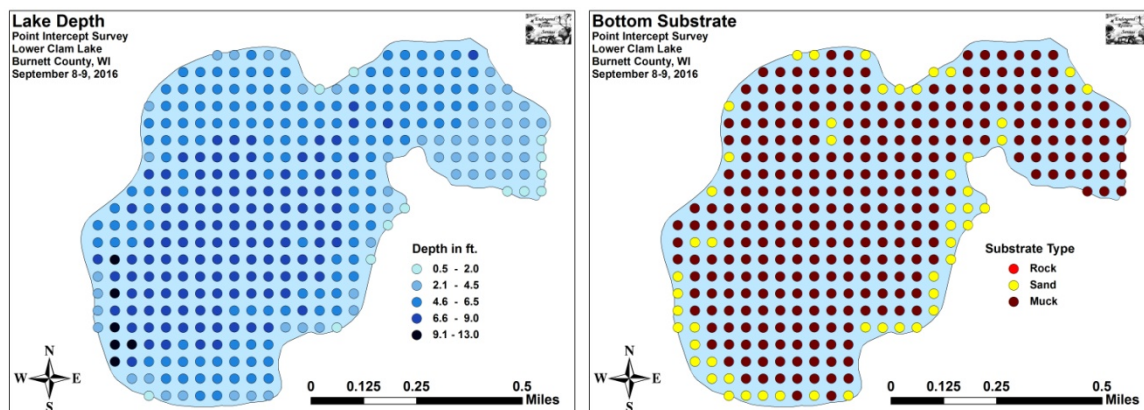 Lake Depth
Point Intercept Survey
Lower Clam Lake
Burnett County, WI
September 8-9, 2016
Depth in ft.
0.5 - 2.0
2.1 - 4.5
4.6 - 6.5
6.6 - 9.0
9.1 - 13.0
N
W E
S
0 0.125 0.25 0.5
Miles
Bottom Substrate
Point Intercept Survey
Lower Clam Lake
Burnett County, WI
September 8-9, 2016
Substrate Type
Rock
Sand
Muck
N
W E
S
0 0.125 0.25 0.5
Miles